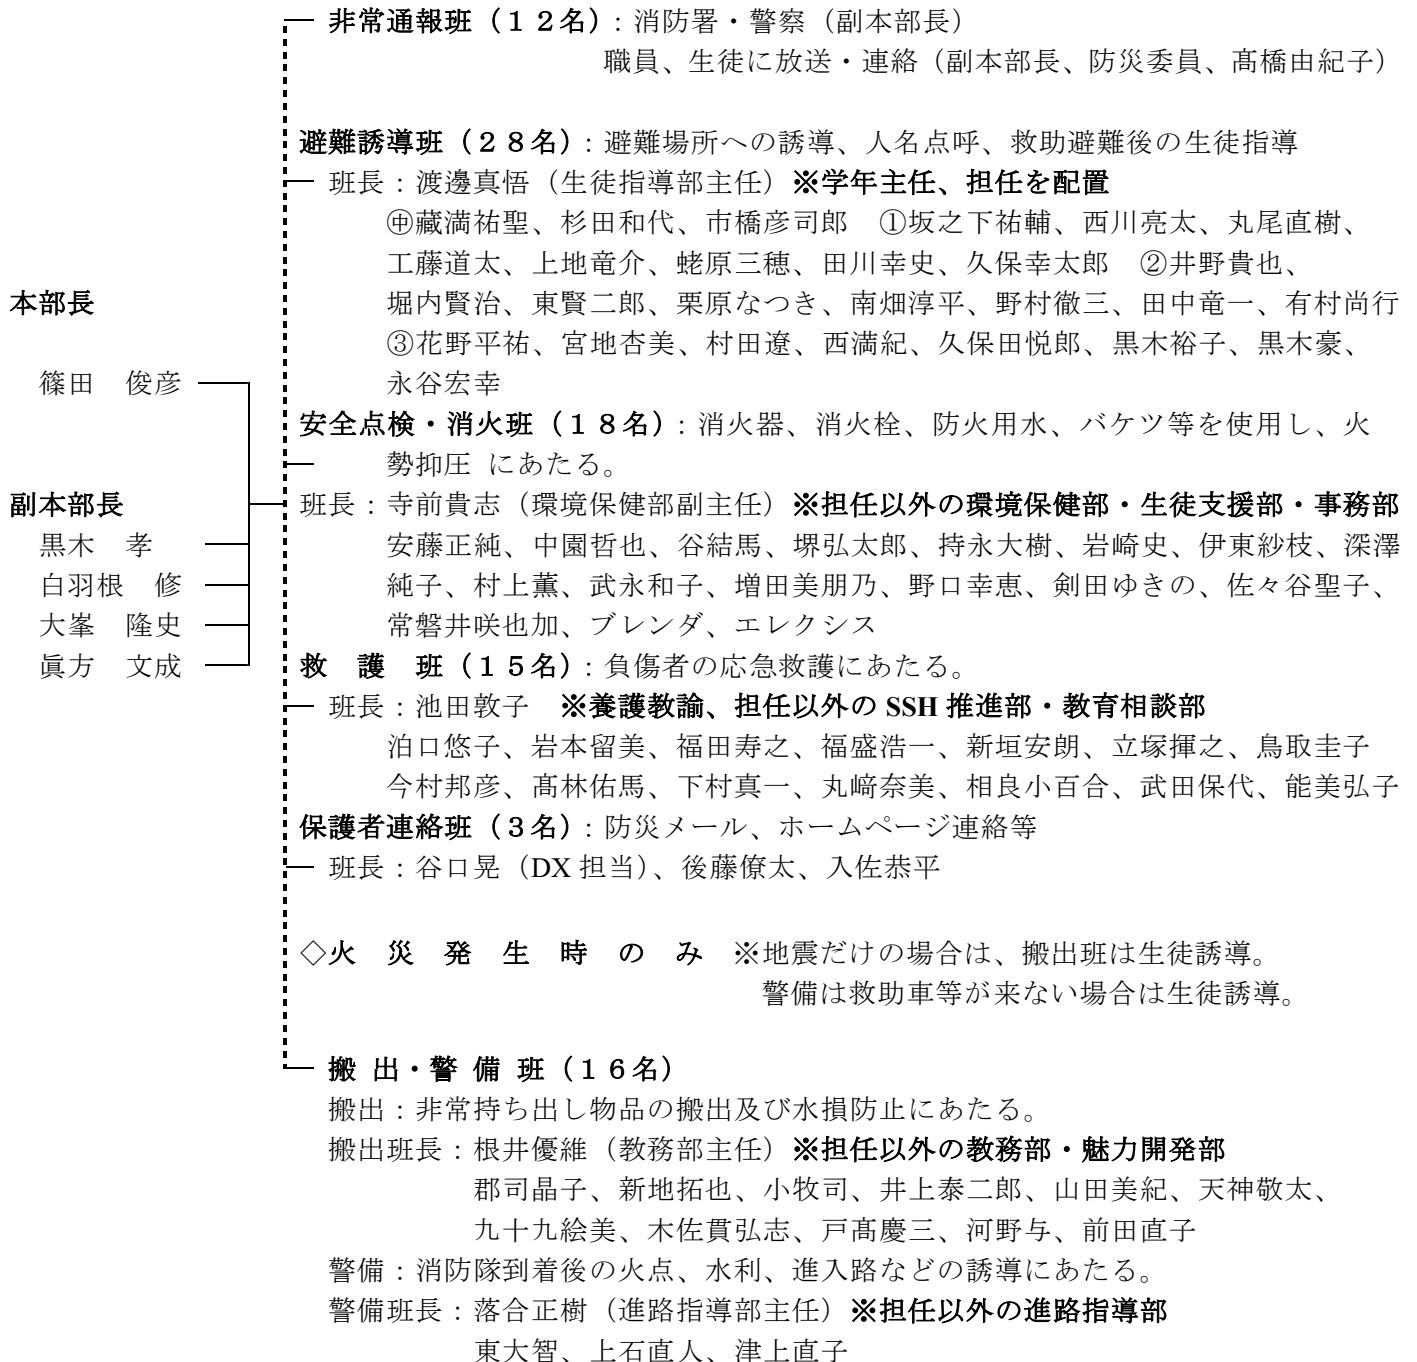 非常通報班（１２名）：消防署・警察（副本部長）
職員、生徒に放送・連絡（副本部長、防災委員、髙橋由紀子）
避難誘導班（２８名）：避難場所への誘導、人名点呼、救助避難後の生徒指導
班長：渡邊真悟（生徒指導部主任）※学年主任、担任を配置
㊥藏満祐聖、杉田和代、市橋彦司郎　①坂之下祐輔、西川亮太、丸尾直樹、
工藤道太、上地竜介、蛯原三穂、田川幸史、久保幸太郎　②井野貴也、
堀内賢治、東賢二郎、栗原なつき、南畑淳平、野村徹三、田中竜一、有村尚行
③花野平祐、宮地杏美、村田遼、西満紀、久保田悦郎、黒木裕子、黒木豪、
永谷宏幸
本部長
篠田　俊彦
副本部長
黒木　孝
白羽根　修
大峯　隆史
眞方　文成
安全点検・消火班（１８名）：消火器、消火栓、防火用水、バケツ等を使用し、火
勢抑圧 にあたる。
班長：寺前貴志（環境保健部副主任）※担任以外の環境保健部・生徒支援部・事務部
安藤正純、中園哲也、谷結馬、堺弘太郎、持永大樹、岩崎史、伊東紗枝、深澤
純子、村上薫、武永和子、増田美朋乃、野口幸恵、剣田ゆきの、佐々谷聖子、
常磐井咲也加、ブレンダ、エレクシス
救　護　班（１５名）：負傷者の応急救護にあたる。
班長：池田敦子　※養護教諭、担任以外の SSH 推進部・教育相談部
泊口悠子、岩本留美、福田寿之、福盛浩一、新垣安朗、立塚揮之、鳥取圭子
今村邦彦、髙林佑馬、下村真一、丸﨑奈美、相良小百合、武田保代、能美弘子
保護者連絡班（３名）：防災メール、ホームページ連絡等
班長：谷口晃（DX 担当）、後藤僚太、入佐恭平
◇火　災　発　生　時　の　み　※地震だけの場合は、搬出班は生徒誘導。
警備は救助車等が来ない場合は生徒誘導。
搬 出・警 備 班（１６名）
搬出：非常持ち出し物品の搬出及び水損防止にあたる。
搬出班長：根井優維（教務部主任）※担任以外の教務部・魅力開発部
郡司晶子、新地拓也、小牧司、井上泰二郎、山田美紀、天神敬太、
九十九絵美、木佐貫弘志、戸髙慶三、河野与、前田直子
警備：消防隊到着後の火点、水利、進入路などの誘導にあたる。
警備班長：落合正樹（進路指導部主任）※担任以外の進路指導部
東大智、上石直人、津上直子